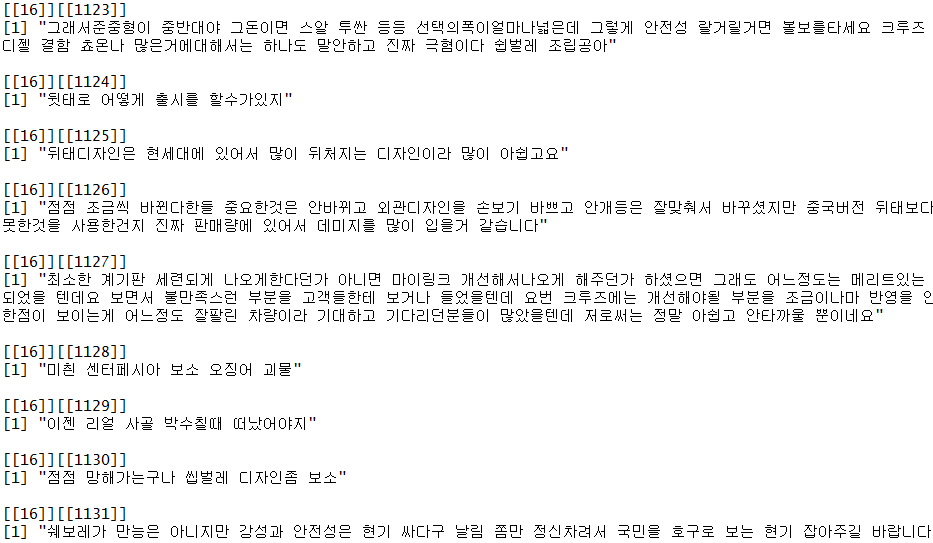 [[16]][[1123]]
[1] "그래서준중형이 중반대야 그돈이면 스알 투싼 등등 선택의폭이얼마나넓은데 그렇게 안전성 랄거릴거면 볼보를타세요 크루즈
디젤 결함 쵸몬나 많은거에대해서는 하나도 말안하고 진짜 극혐이다 쉽벌레 조립공아"
[[16]][[1124]]
[1] "뒷태로 어떻게 출시를 할수가있지"
[[16]][[1125]]
[1] "뒤태디자인은 현세대에 있어서 많이 뒤처지는 디자인이라 많이 아쉽고요"
[[16]][[1126]]
[1] "점점 조금씩 바뀐다한들 중요한것은 안바뀌고 외관디자인을 손보기 바쁘고 안개등은 잘맞춰서 바꾸셨지만 중국버전 뒤태보다
못한것을 사용한건지 진짜 판매량에 있어서 데미지를 많이 입을거 같습니다"
[[16]][[1127]]
[1] "최소한 계기판 세련되게 나오게한다던가 아니면 마이링크 개선해서나오게 해주던가 하셨으면 그래도 어느정도는 메리트있는
되었을 텐데요 보면서 불만족스런 부분을 고객들한테 보거나 들었을텐데 요번 크루즈에는 개선해야될 부분을 조금이나마 반영을
한점이 보이는게 어느정도 잘팔린 차량이라 기대하고 기다리던분들이 많았을텐데 저로써는 정말 아쉽고 안타까울 뿐이네요"
[[16]][[1128]]
[1] "미췬 센터페시아 보소 오징어 괴물"
[[16]][[1129]]
[1] "이젠 리얼 사골 박수칠때 떠났어야지"
[[16]][[1130]]
[1] "점점 망해가는구나 씹벌레 디자인좀 보소"
[[16]][[1131]]
[1] "쉐보레가 만능은 아니지만 강성과 안전성은 현기 싸다구 날림 쫌만 정신차려서 국민을 호구로 보는 현기 잡아주길 바랍니다